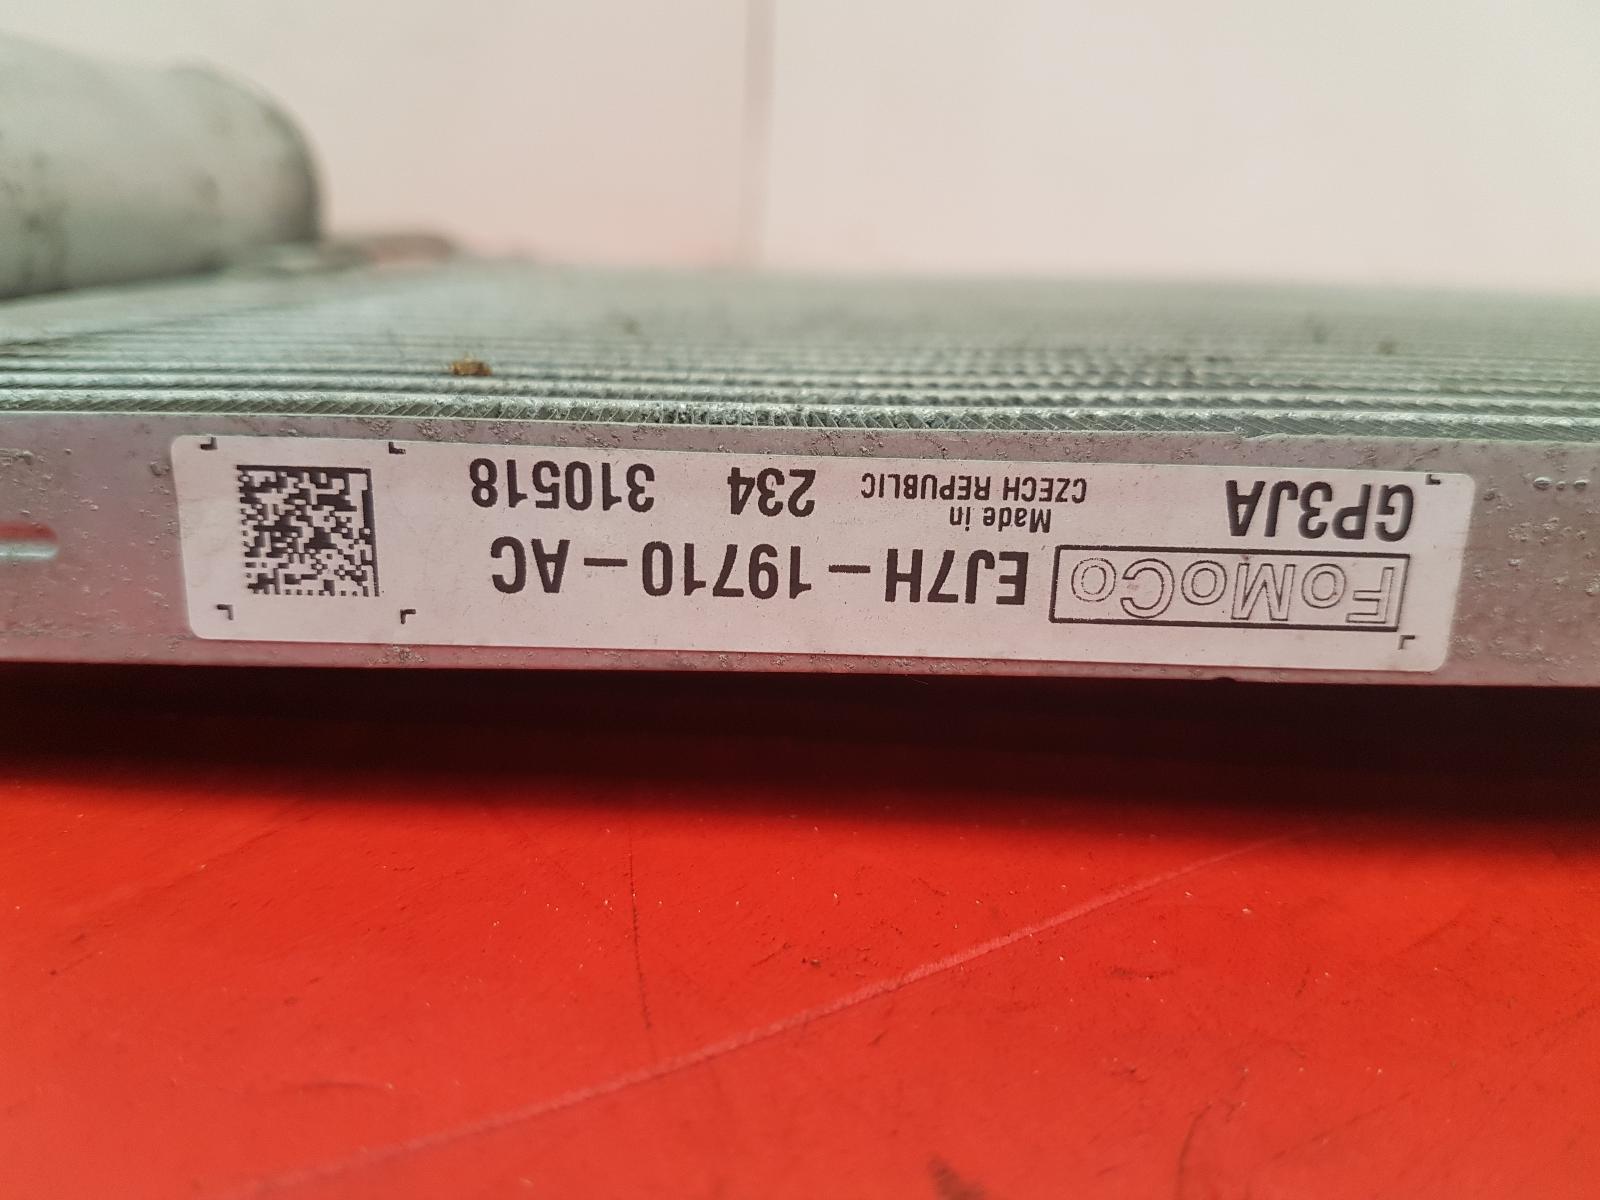 FoMoCo EJ7H-19710-AC
GP3JA Made in CZECH REPUBLIC 234 310518